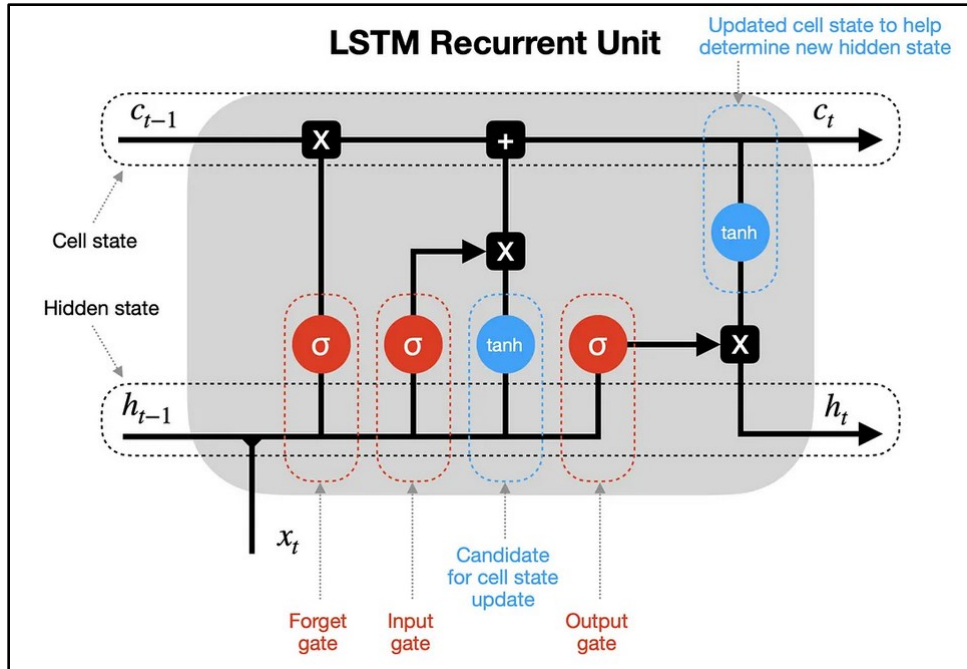 LSTM Recurrent Unit
Updated cell state to help
determine new hidden state
c_{t-1}
X
+
c_t
Cell state
tanh
X
Hidden state
σ
σ
tanh
σ
X
h_{t-1}
h_t
x_t
Forget
gate
Input
gate
Candidate
for cell state
update
Output
gate